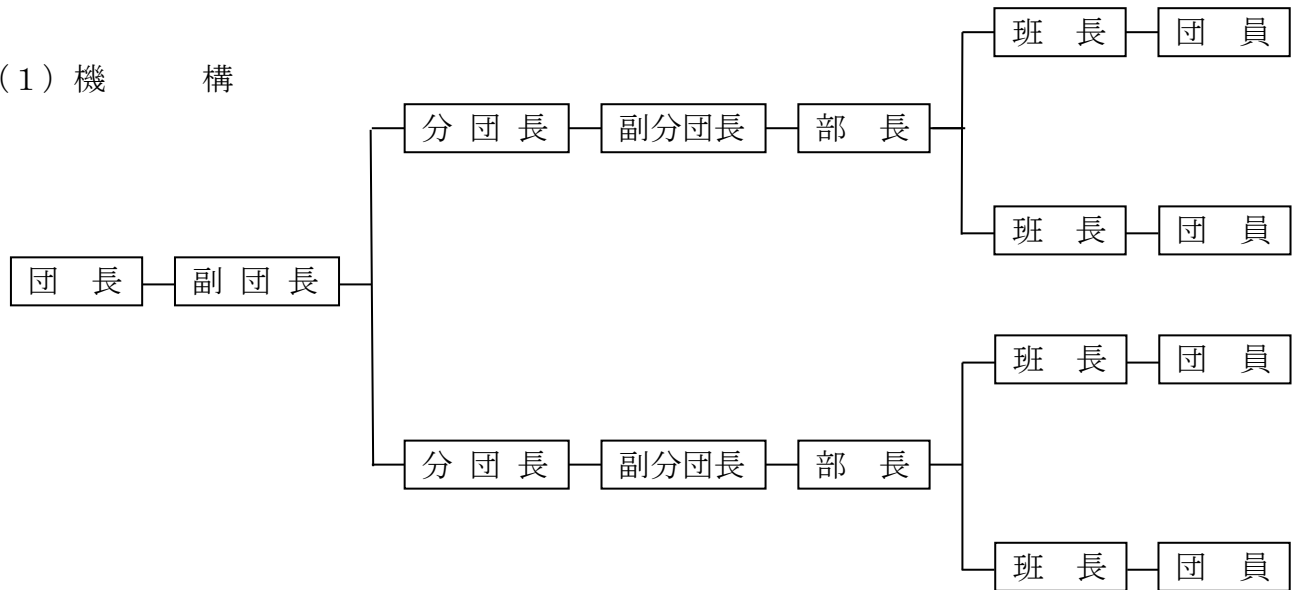 班　長　団　員
（１）機　　　構
分 団 長　副分団長　部　長
班　長　団　員
団　長　副 団 長
班　長　団　員
分 団 長　副分団長　部　長
班　長　団　員